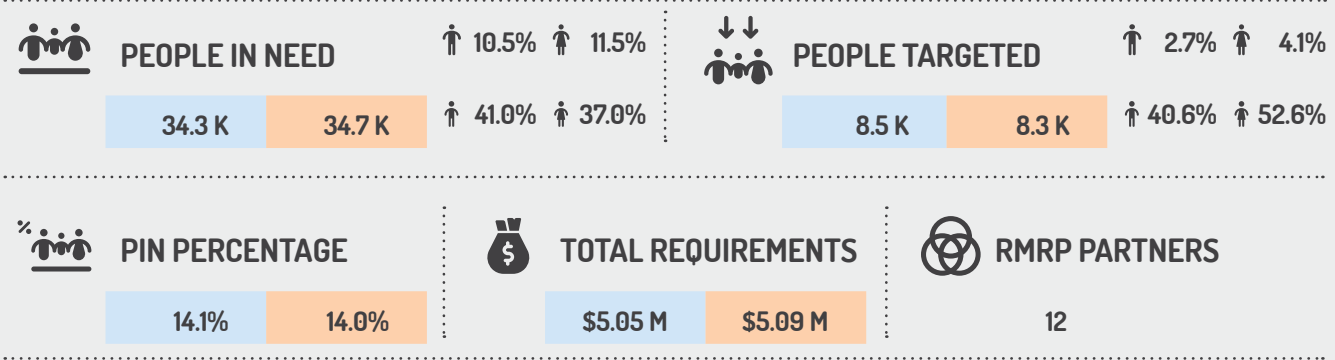 PEOPLE IN NEED
10.5% 11.5%
34.3 K 34.7 K
41.0% 37.0%
PEOPLE TARGETED
2.7% 4.1%
8.5 K 8.3 K
40.6% 52.6%
% PIN PERCENTAGE
14.1% 14.0%
$ TOTAL REQUIREMENTS
$5.05 M $5.09 M
RMRP PARTNERS
12